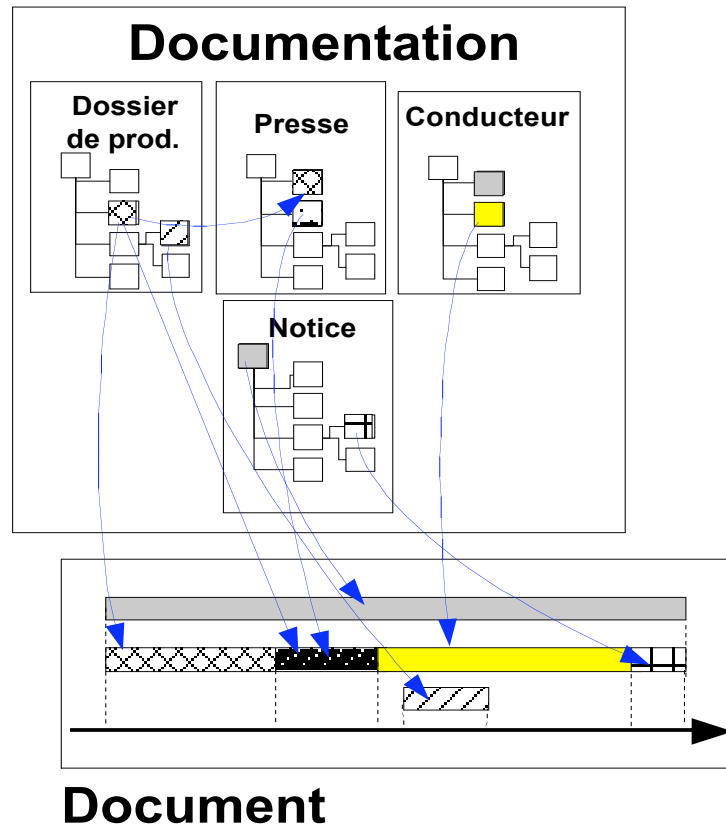 Documentation
Dossier
de prod.
Presse
Conducteur
Notice
Document